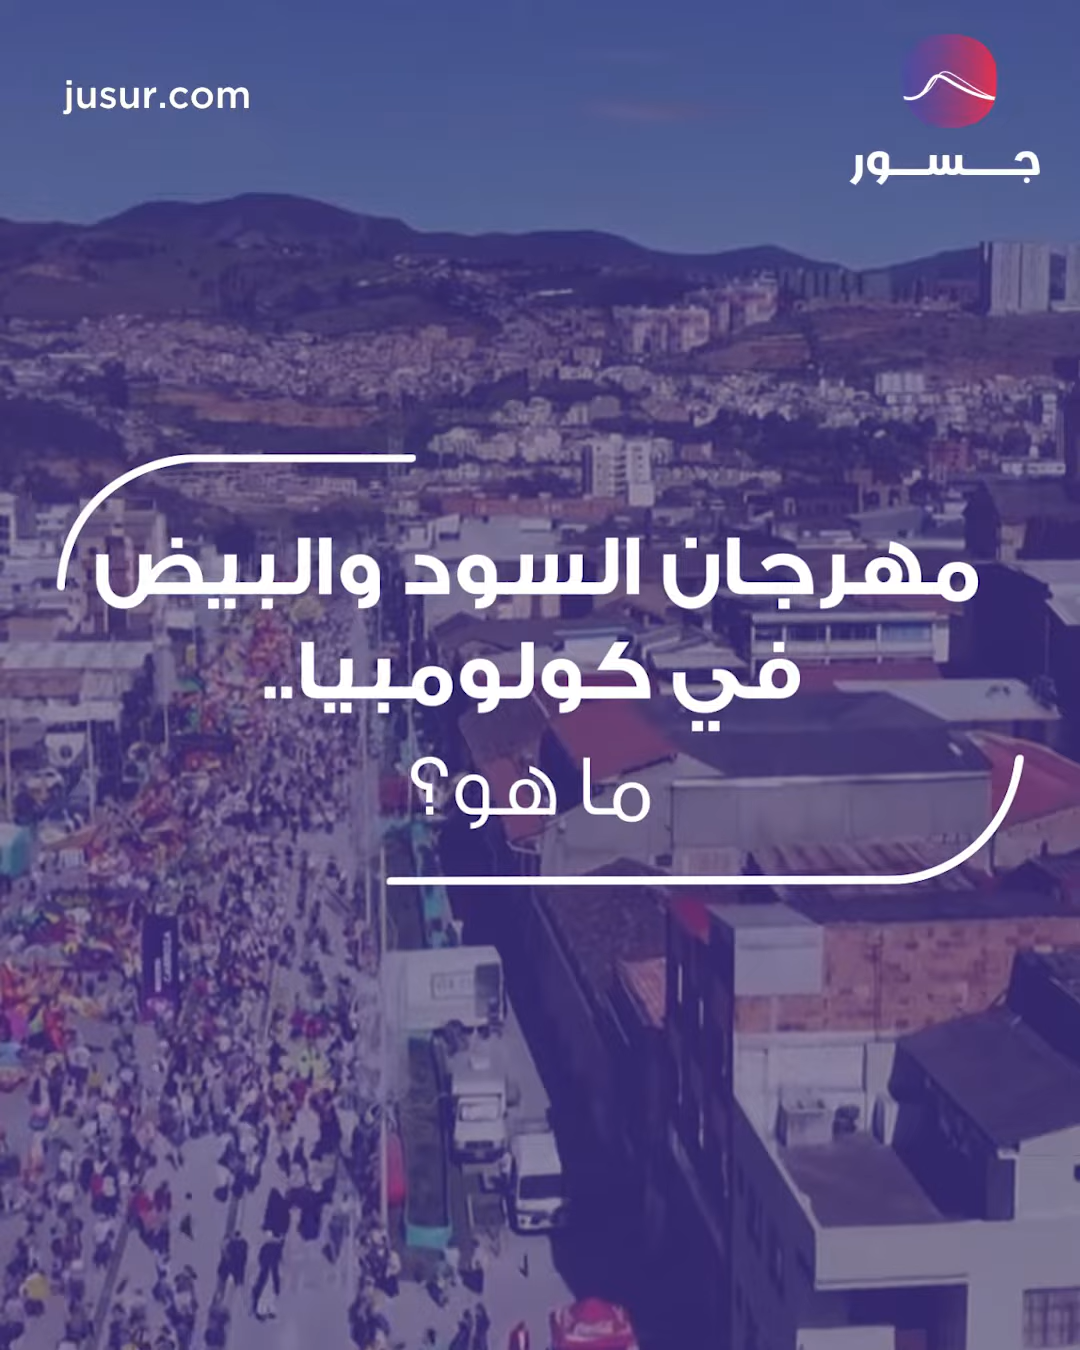 jusur.com
جسور
مهرجان السود والبيض
في كولومبيا..
ما هو؟